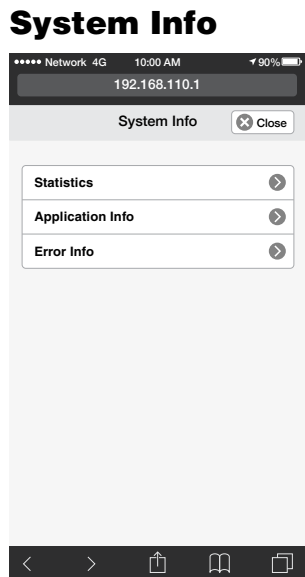 System Info
Network 4G 10:00 AM 90%
192.168.110.1
System Info Close
Statistics
Application Info
Error Info